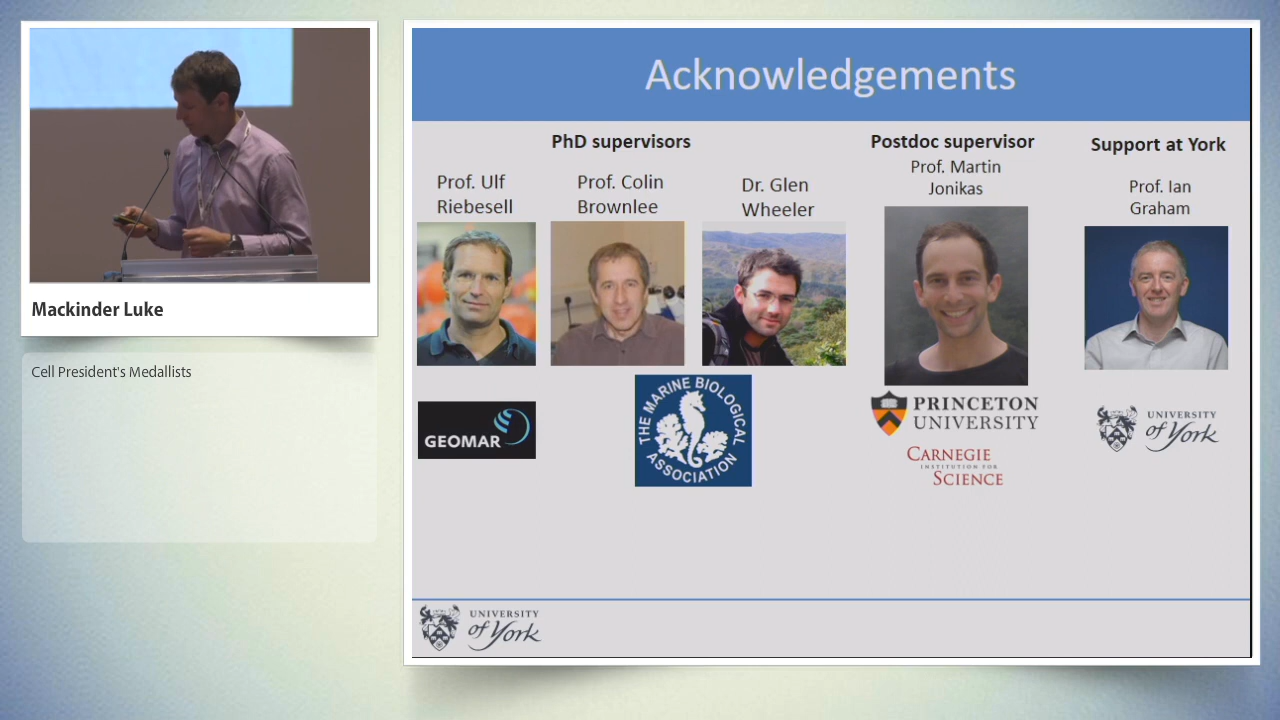 Mackinder Luke
Cell President's Medallists
Acknowledgements
PhD supervisors
Prof. Ulf
Riebesell
Prof. Colin
Brownlee
Dr. Glen
Wheeler
Postdoc supervisor
Prof. Martin
Jonikas
Support at York
Prof. Ian
Graham
GEOMAR
THE MARINE BIOLOGICAL
ASSOCIATION
PRINCETON
UNIVERSITY
CARNEGIE
INSTITUTION FOR
SCIENCE
UNIVERSITY
of York
UNIVERSITY
of York